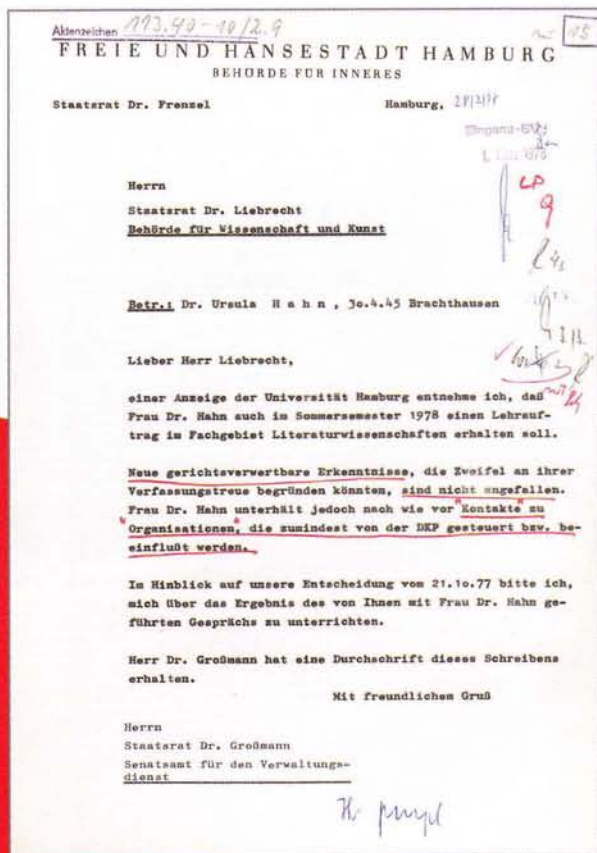 Aktenzeichen 113.40-10/2.9
15
FREIE UND HANSESTADT HAMBURG
BEHÖRDE FÜR INNERES
Staatsrat Dr. Frenzel Hamburg,
Herrn
Staatsrat Dr. Liebrecht
Behörde für Wissenschaft und Kunst
Betr.: Dr. Ursula H a h n , 3o.4.45 Brachthausen
Lieber Herr Liebrecht,
einer Anzeige der Universität Hamburg entnehme ich, daß
Frau Dr. Hahn auch im Sommersemester 1978 einen Lehrauf-
trag im Fachgebiet Literaturwissenschaften erhalten soll.
Neue gerichtsverwertbare Erkenntnisse, die Zweifel an ihrer
Verfassungstreue begründen könnten, sind nicht angefallen.
Frau Dr. Hahn unterhält jedoch nach wie vor "Kontakte" zu
"Organisationen", die zumindest von der DKP gesteuert bzw. be-
einflußt werden.
Im Hinblick auf unsere Entscheidung vom 21.1o.77 bitte ich,
mich über das Ergebnis des von Ihnen mit Frau Dr. Hahn ge-
führten Gesprächs zu unterrichten.
Herr Dr. Großmann hat eine Durchschrift dieses Schreibens
erhalten.
Mit freundlichem Gruß
Herrn
Staatsrat Dr. Großmann
Senatsamt für den Verwaltungs-
dienst